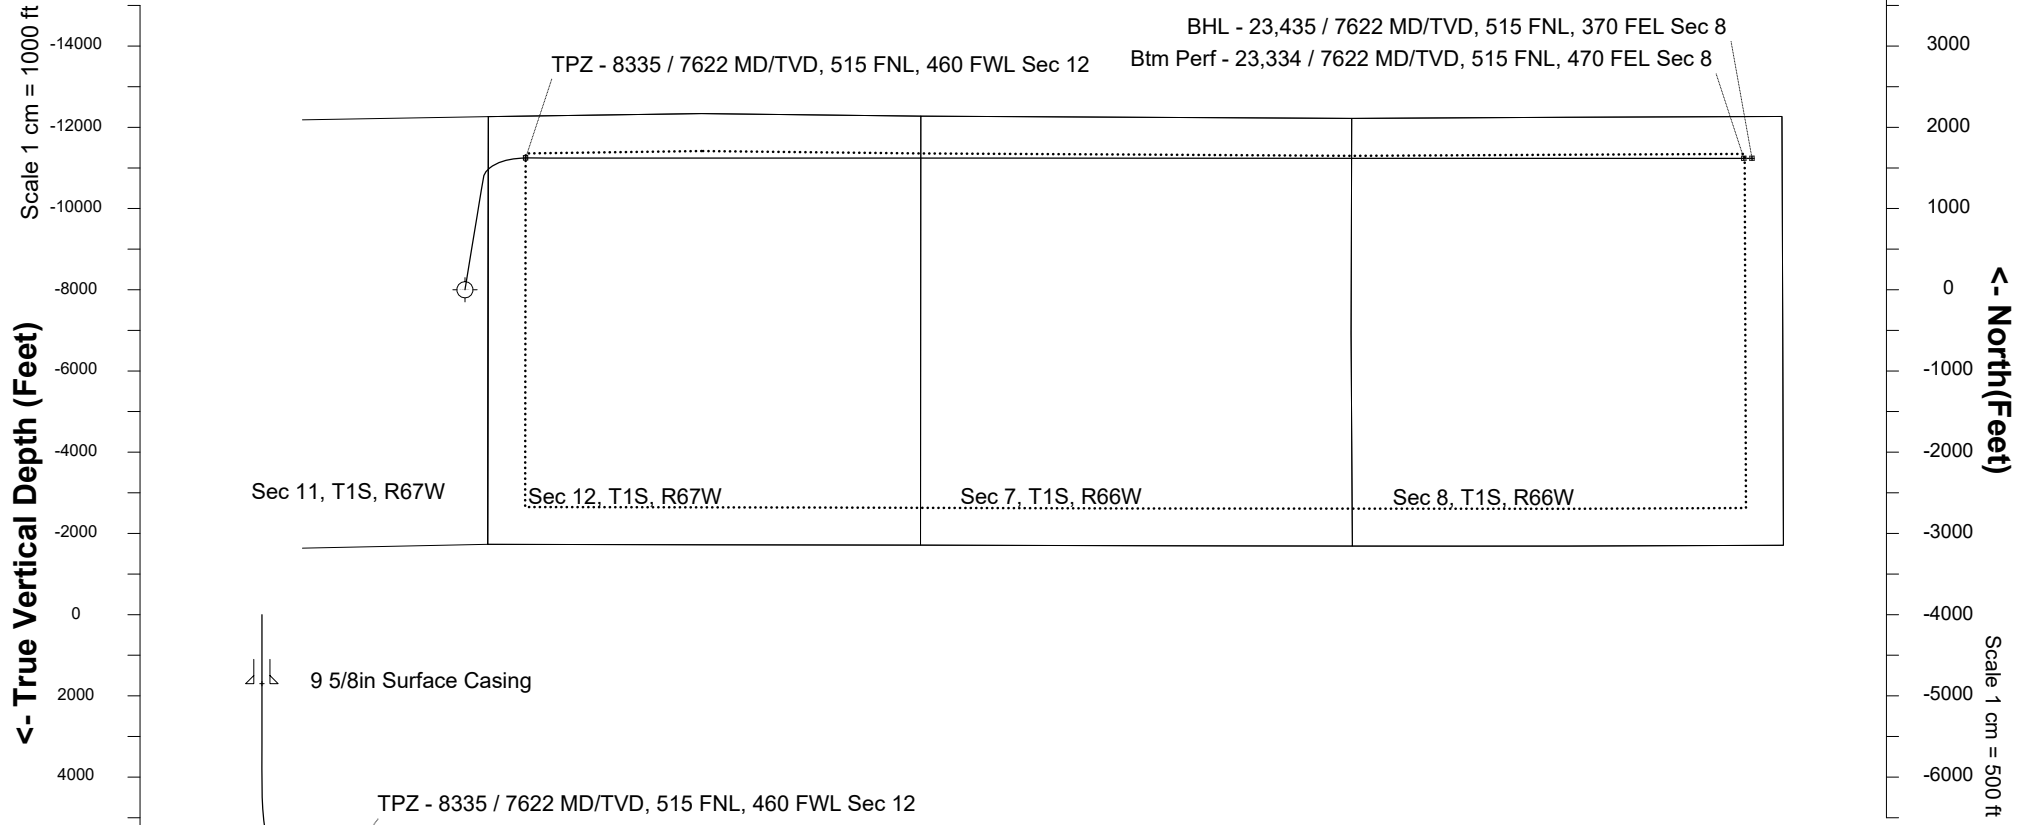 BHL - 23,435 / 7622 MD/TVD, 515 FNL, 370 FEL Sec 8
TPZ - 8335 / 7622 MD/TVD, 515 FNL, 460 FWL Sec 12
Btm Perf - 23,334 / 7622 MD/TVD, 515 FNL, 470 FEL Sec 8
Scale 1 cm = 1000 ft
<- True Vertical Depth (Feet)
-14000
-12000
-10000
-8000
-6000
-4000
-2000
0
2000
4000
Sec 11, T1S, R67W
Sec 12, T1S, R67W
Sec 7, T1S, R66W
Sec 8, T1S, R66W
9 5/8in Surface Casing
TPZ - 8335 / 7622 MD/TVD, 515 FNL, 460 FWL Sec 12
3000
2000
1000
0
-1000
-2000
-3000
-4000
-5000
-6000
<- North(Feet)
Scale 1 cm = 500 ft